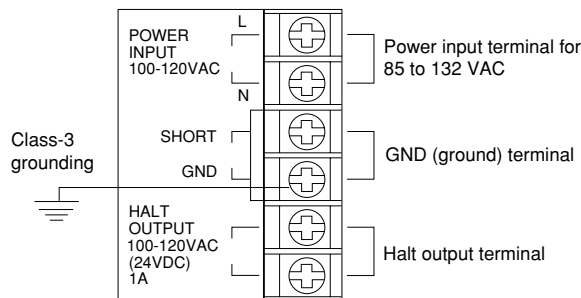 L
POWER
INPUT
100-120VAC
N
Power input terminal for
85 to 132 VAC
Class-3
grounding
SHORT
GND
GND (ground) terminal
HALT
OUTPUT
100-120VAC
(24VDC)
1A
Halt output terminal